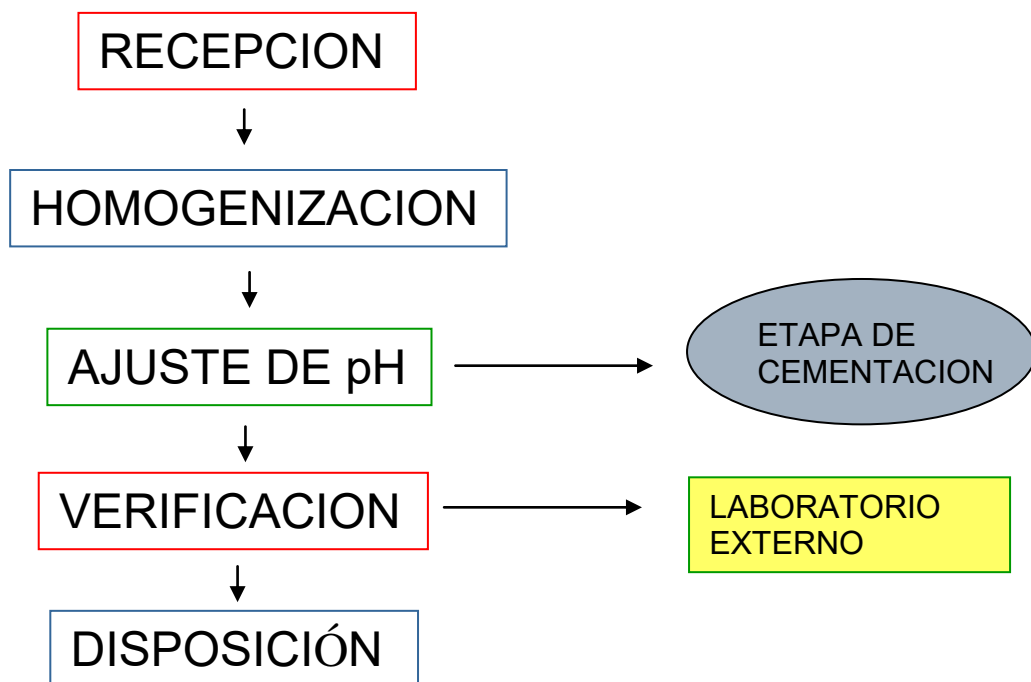 RECEPCION
HOMOGENIZACION
AJUSTE DE pH
ETAPA DE
CEMENTACION
VERIFICACION
LABORATORIO
EXTERNO
DISPOSICIÓN